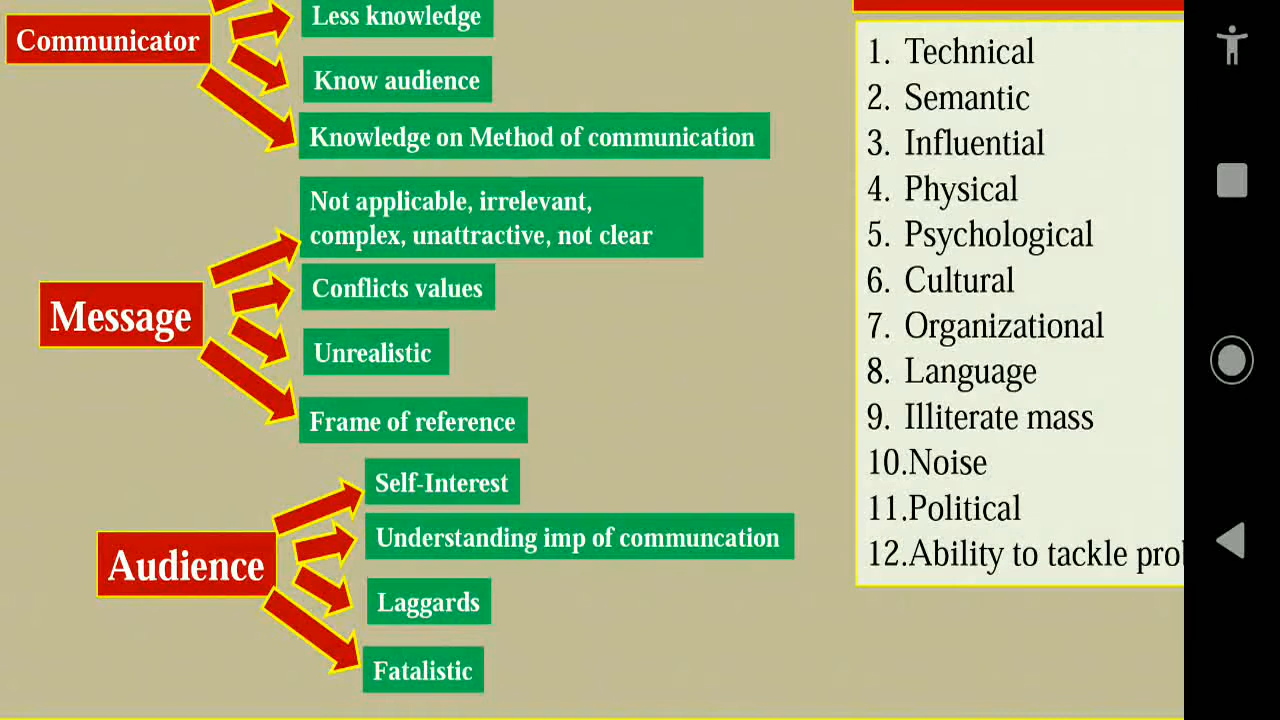 Communicator
Less knowledge
Know audience
Knowledge on Method of communication
Message
Not applicable, irrelevant,
complex, unattractive, not clear
Conflicts values
Unrealistic
Frame of reference
Audience
Self-Interest
Understanding imp of communcation
Laggards
Fatalistic
1. Technical
2. Semantic
3. Influential
4. Physical
5. Psychological
6. Cultural
7. Organizational
8. Language
9. Illiterate mass
10.Noise
11.Political
12.Ability to tackle